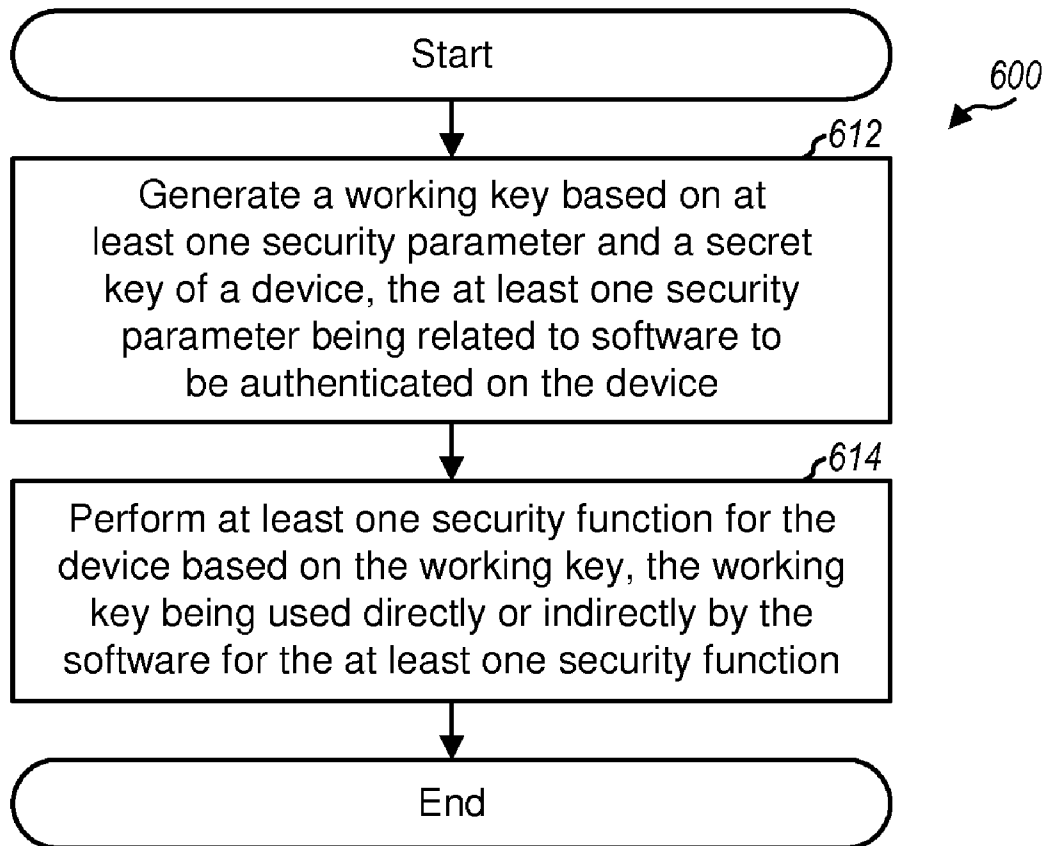 Start
600
612
Generate a working key based on at
least one security parameter and a secret
key of a device, the at least one security
parameter being related to software to
be authenticated on the device
614
Perform at least one security function for the
device based on the working key, the working
key being used directly or indirectly by the
software for the at least one security function
End